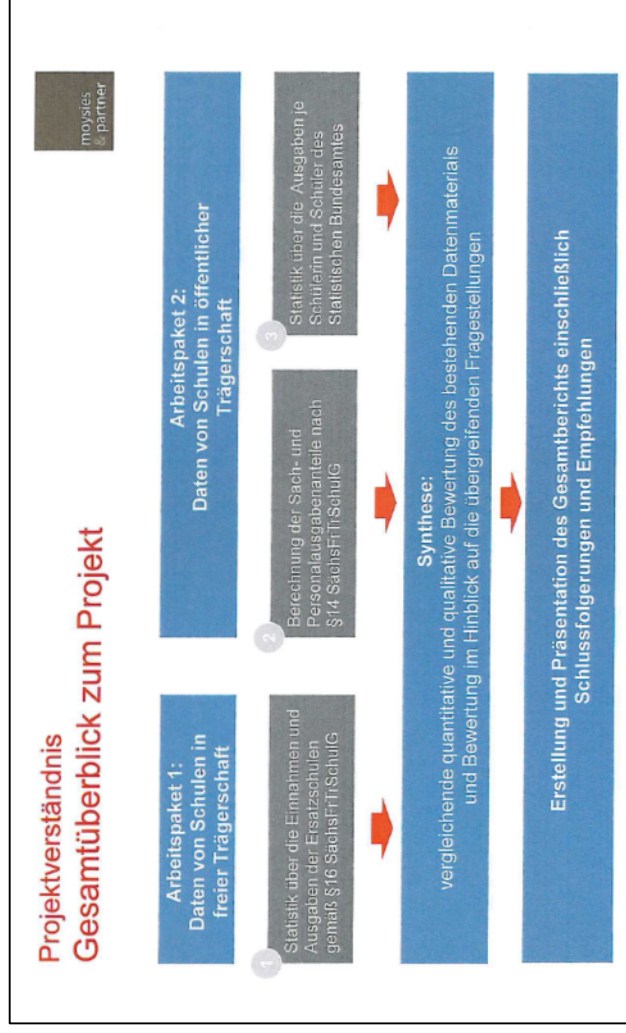 Projektverständnis
Gesamtüberblick zum Projekt
moysies
& partner
Arbeitspaket 1:
Daten von Schulen in
freier Trägerschaft
Arbeitspaket 2:
Daten von Schulen in öffentlicher
Trägerschaft
1
Statistik über die Einnahmen und
Ausgaben der Ersatzschulen
gemäß §16 SächsFrTrSchulG
2
Berechnung der Sach- und
Personalausgabenanteile nach
§14 SächsFrTrSchulG
3
Statistik über die Ausgaben je
Schülerin und Schüler des
Statistischen Bundesamtes
Synthese:
vergleichende quantitative und qualitative Bewertung des bestehenden Datenmaterials
und Bewertung im Hinblick auf die übergreifenden Fragestellungen
Erstellung und Präsentation des Gesamtberichts einschließlich
Schlussfolgerungen und Empfehlungen